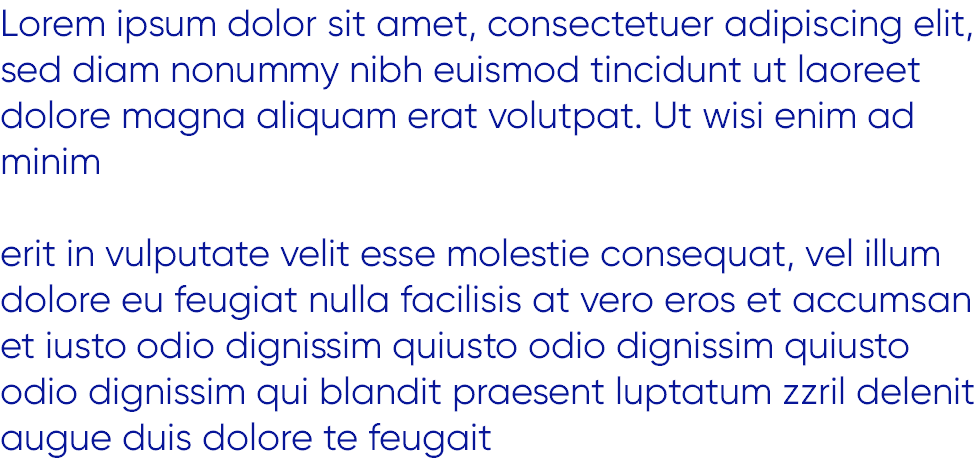 Lorem ipsum dolor sit amet, consectetuer adipiscing elit,
sed diam nonummy nibh euismod tincidunt ut laoreet
dolore magna aliquam erat volutpat. Ut wisi enim ad
minim
erit in vulputate velit esse molestie consequat, vel illum
dolore eu feugiat nulla facilisis at vero eros et accumsan
et iusto odio dignissim quiusto odio dignissim quiusto
odio dignissim qui blandit praesent luptatum zzril delenit
augue duis dolore te feugait